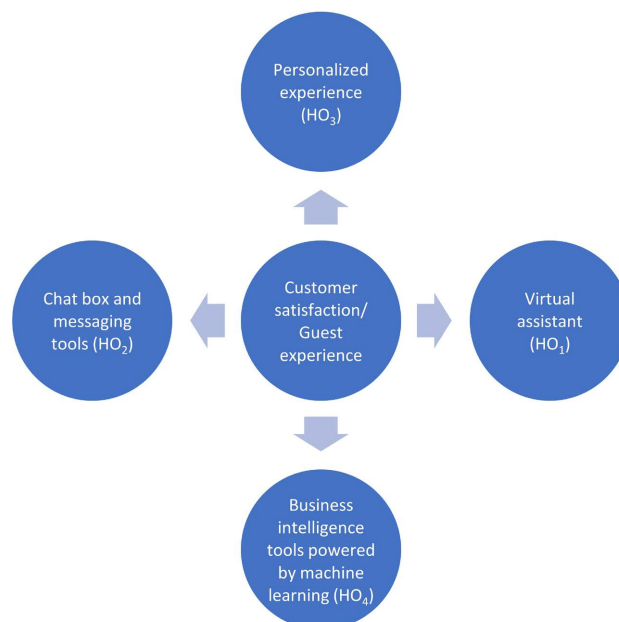 Personalized
experience
(HO₃)
Chat box and
messaging
tools (HO₂)
Customer
satisfaction/
Guest
experience
Virtual
assistant
(HO₁)
Business
intelligence
tools powered
by machine
learning (HO₄)